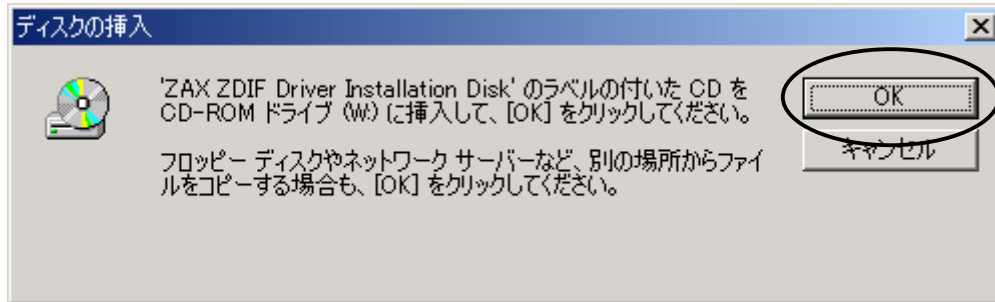 ディスクの挿入
'ZAX ZDIF Driver Installation Disk' のラベルの付いた CD を
CD-ROM ドライブ (W:) に挿入して、[OK] をクリックしてください。
フロッピー ディスクやネットワーク サーバーなど、別の場所からファイ
ルをコピーする場合も、[OK] をクリックしてください。
OK
キャンセル